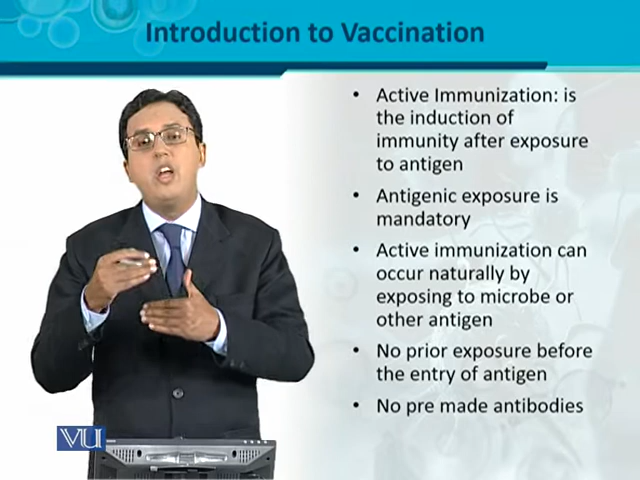 Introduction to Vaccination
• Active Immunization: is
the induction of
immunity after exposure
to antigen
• Antigenic exposure is
mandatory
• Active immunization can
occur naturally by
exposing to microbe or
other antigen
• No prior exposure before
the entry of antigen
• No pre made antibodies
VU